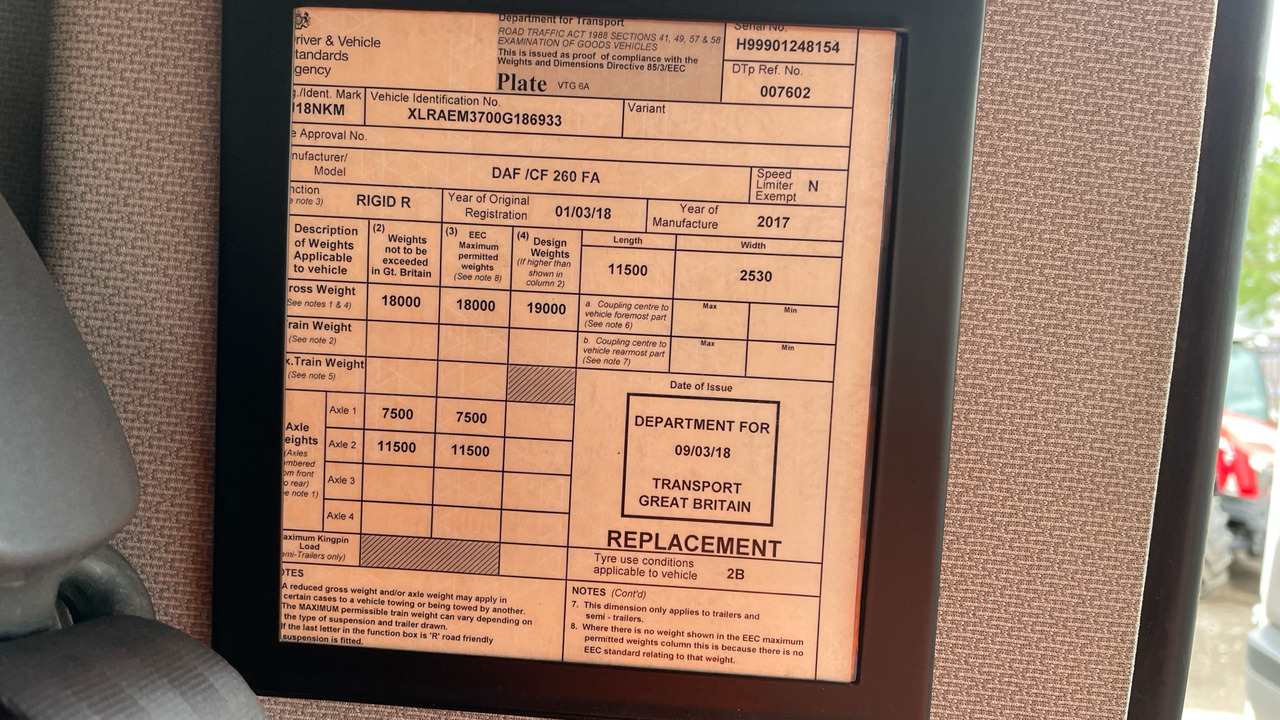 Department for Transport
ROAD TRAFFIC ACT 1988 SECTIONS 41, 49, 57 & 58
EXAMINATION OF GOODS VEHICLES
This is issued as proof of compliance with the
Weights and Dimensions Directive 85/3/EEC
Plate VTG 6A
river & Vehicle
tandards
gency
Serial No.
H99901248154
DTp Ref. No.
007602
./Ident. Mark
18NKM
Vehicle Identification No.
XLRAEM3700G186933
Variant
e Approval No.
nufacturer/
Model
DAF /CF 260 FA
Speed
Limiter
Exempt
N
nction
e note 3)
RIGID R
Year of Original
Registration
01/03/18
Year of
Manufacture
2017
Description
of Weights
Applicable
to vehicle
(2) Weights
not to be
exceeded
in Gt. Britain
(3) EEC
Maximum
permitted
weights
(See note 8)
(4) Design
Weights
(If higher than
shown in
column 2)
Length
Width
11500
2530
ross Weight
See notes 1 & 4)
18000
18000
19000
a. Coupling centre to
vehicle foremost part
(See note 6)
Max
Min
rain Weight
(See note 2)
b. Coupling centre to
vehicle rearmost part
(See note 7)
Max
Min
x.Train Weight
(See note 5)
Axle
eights
(Axles
mbered
om front
o rear)
e note 1)
Axle 1
7500
7500
Axle 2
11500
11500
Axle 3
Axle 4
Date of Issue
DEPARTMENT FOR
09/03/18
TRANSPORT
GREAT BRITAIN
REPLACEMENT
aximum Kingpin
Load
emi-Trailers only)
Tyre use conditions
applicable to vehicle
2B
OTES
A reduced gross weight and/or axle weight may apply in
certain cases to a vehicle towing or being towed by another.
The MAXIMUM permissible train weight can vary depending on
the type of suspension and trailer drawn.
If the last letter in the function box is 'R' road friendly
suspension is fitted.
NOTES (Cont'd)
7. This dimension only applies to trailers and
semi - trailers.
8. Where there is no weight shown in the EEC maximum
permitted weights column this is because there is no
EEC standard relating to that weight.